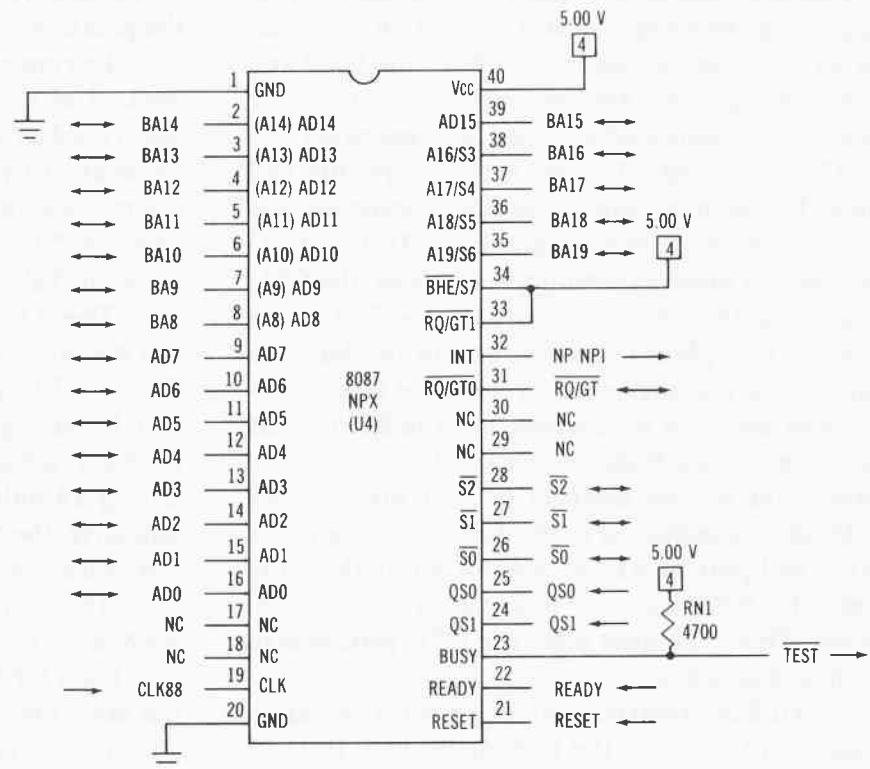 5.00 V
4
1 GND Vcc 40
BA14 2 (A14) AD14 AD15 39 BA15
BA13 3 (A13) AD13 A16/S3 38 BA16
BA12 4 (A12) AD12 A17/S4 37 BA17
BA11 5 (A11) AD11 A18/S5 36 BA18
5.00 V
4
BA10 6 (A10) AD10 A19/S6 35 BA19
BA9 7 (A9) AD9 BHE/S7 34
BA8 8 (A8) AD8 RQ/GT1 33
AD7 9 AD7 INT 32 NP NPI
AD6 10 AD6 RQ/GT0 31 RQ/GT
8087
NPX
(U4)
AD5 11 AD5 NC 30 NC
AD4 12 AD4 NC 29 NC
AD3 13 AD3 S2 28 S2
AD2 14 AD2 S1 27 S1
AD1 15 AD1 S0 26 S0
5.00 V
4
AD0 16 AD0 QS0 25 QS0
NC 17 NC QS1 24 QS1
RN1
4700
NC 18 NC BUSY 23 TEST
CLK88 19 CLK READY 22 READY
20 GND RESET 21 RESET